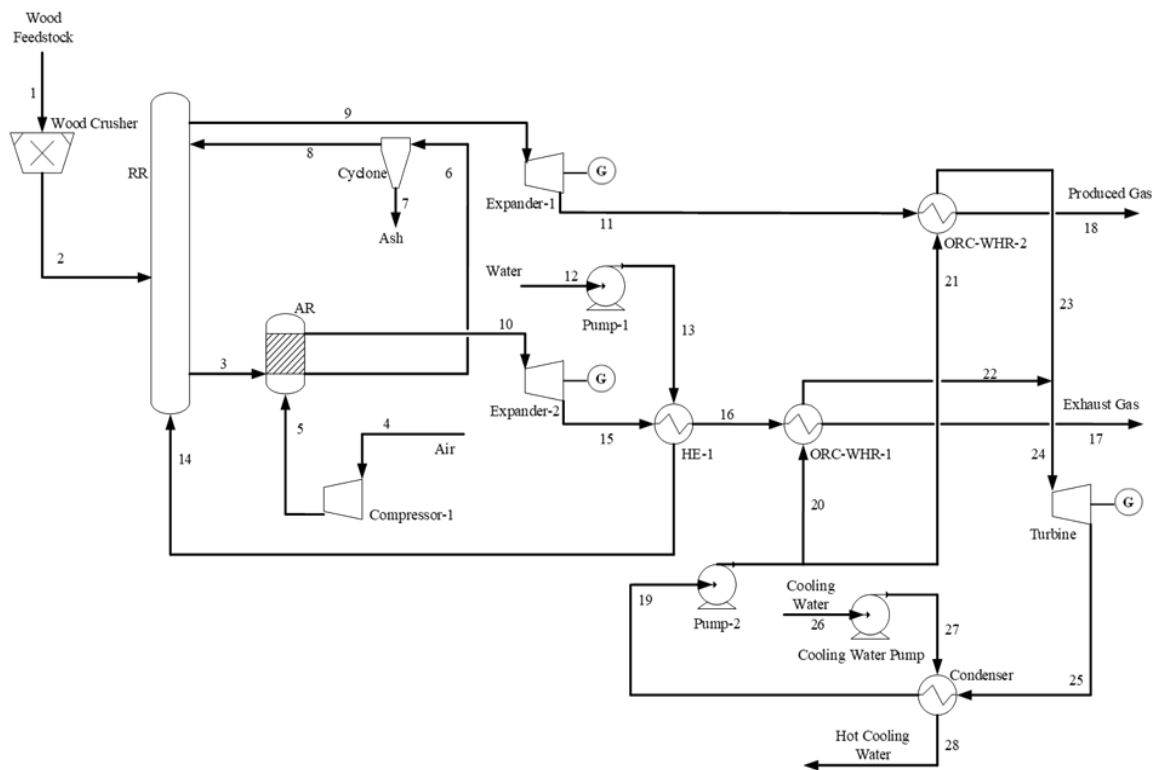 Wood
Feedstock
1
Wood Crusher
9
RR
8
6
Cyclone
G
Expander-1
Produced Gas
7
11
18
Ash
ORC-WHR-2
2
Water
12
21
Pump-1
23
13
AR
10
3
G
22
Expander-2
Exhaust Gas
15
16
17
5
4
Air
HE-1
ORC-WHR-1
24
14
Compressor-1
20
G
Turbine
19
Cooling
Water
26
27
Pump-2
Cooling Water Pump
Condenser
25
Hot Cooling
Water
28